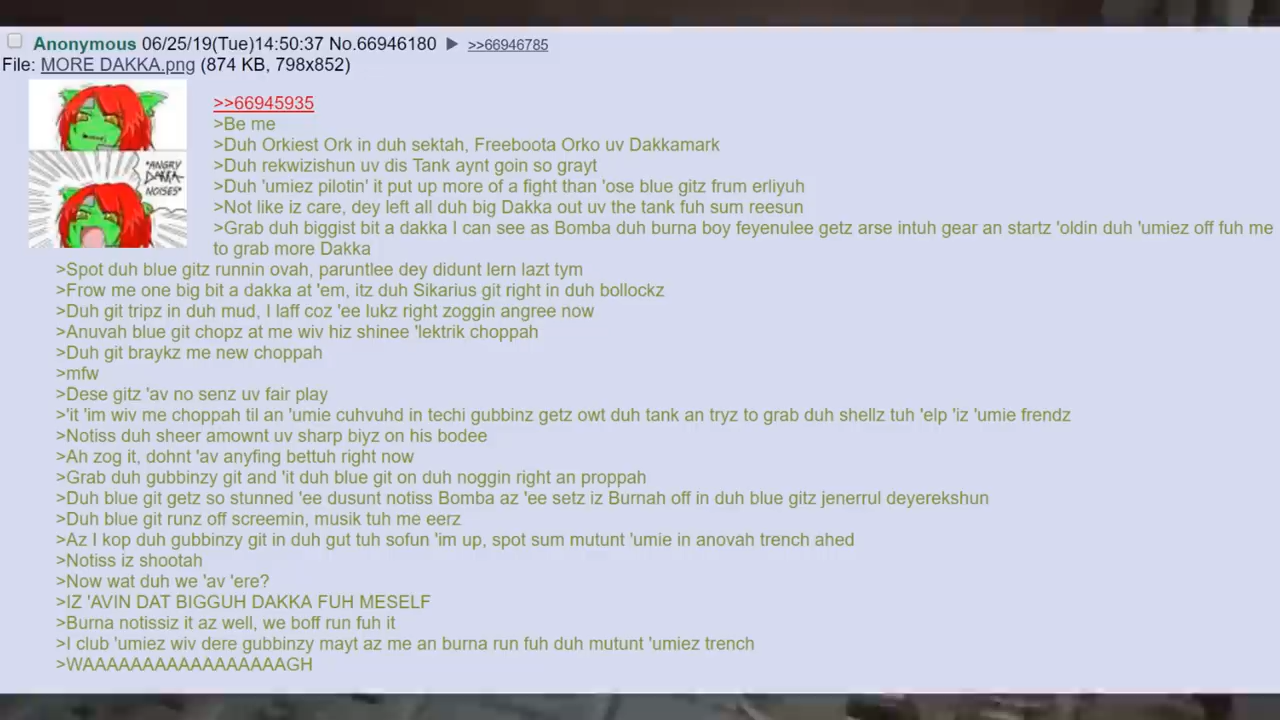 Anonymous 06/25/19(Tue)14:50:37 No.66946180 ▶ >>66946785
File: MORE DAKKA.png (874 KB, 798x852)
*ANGRY
DAKKA
NOISES*
>>66945935
>Be me
>Duh Orkiest Ork in duh sektah, Freeboota Orko uv Dakkamark
>Duh rekwizishun uv dis Tank aynt goin so grayt
>Duh 'umiez pilotin' it put up more of a fight than 'ose blue gitz frum erliyuh
>Not like iz care, dey left all duh big Dakka out uv the tank fuh sum reesun
>Grab duh biggist bit a dakka I can see as Bomba duh burna boy feyenulee getz arse intuh gear an startz 'oldin duh 'umiez off fuh me
to grab more Dakka
>Spot duh blue gitz runnin ovah, paruntlee dey didunt lern lazt tym
>Frow me one big bit a dakka at 'em, itz duh Sikarius git right in duh bollockz
>Duh git tripz in duh mud, I laff coz 'ee lukz right zoggin angree now
>Anuvah blue git chopz at me wiv hiz shinee 'lektrik choppah
>Duh git braykz me new choppah
>mfw
>Dese gitz 'av no senz uv fair play
>'it 'im wiv me choppah til an 'umie cuhvuhd in techi gubbinz getz owt duh tank an tryz to grab duh shellz tuh 'elp 'iz 'umie frendz
>Notiss duh sheer amownt uv sharp biyz on his bodee
>Ah zog it, dohnt 'av anyfing bettuh right now
>Grab duh gubbinzy git and 'it duh blue git on duh noggin right an proppah
>Duh blue git getz so stunned 'ee dusunt notiss Bomba az 'ee setz iz Burnah off in duh blue gitz jenerrul deyerekshun
>Duh blue git runz off screemin, musik tuh me eerz
>Az I kop duh gubbinzy git in duh gut tuh sofun 'im up, spot sum mutunt 'umie in anovah trench ahed
>Notiss iz shootah
>Now wat duh we 'av 'ere?
>IZ 'AVIN DAT BIGGUH DAKKA FUH MESELF
>Burna notissiz it az well, we boff run fuh it
>I club 'umiez wiv dere gubbinzy mayt az me an burna run fuh duh mutunt 'umiez trench
>WAAAAAAAAAAAAAAAAAGH